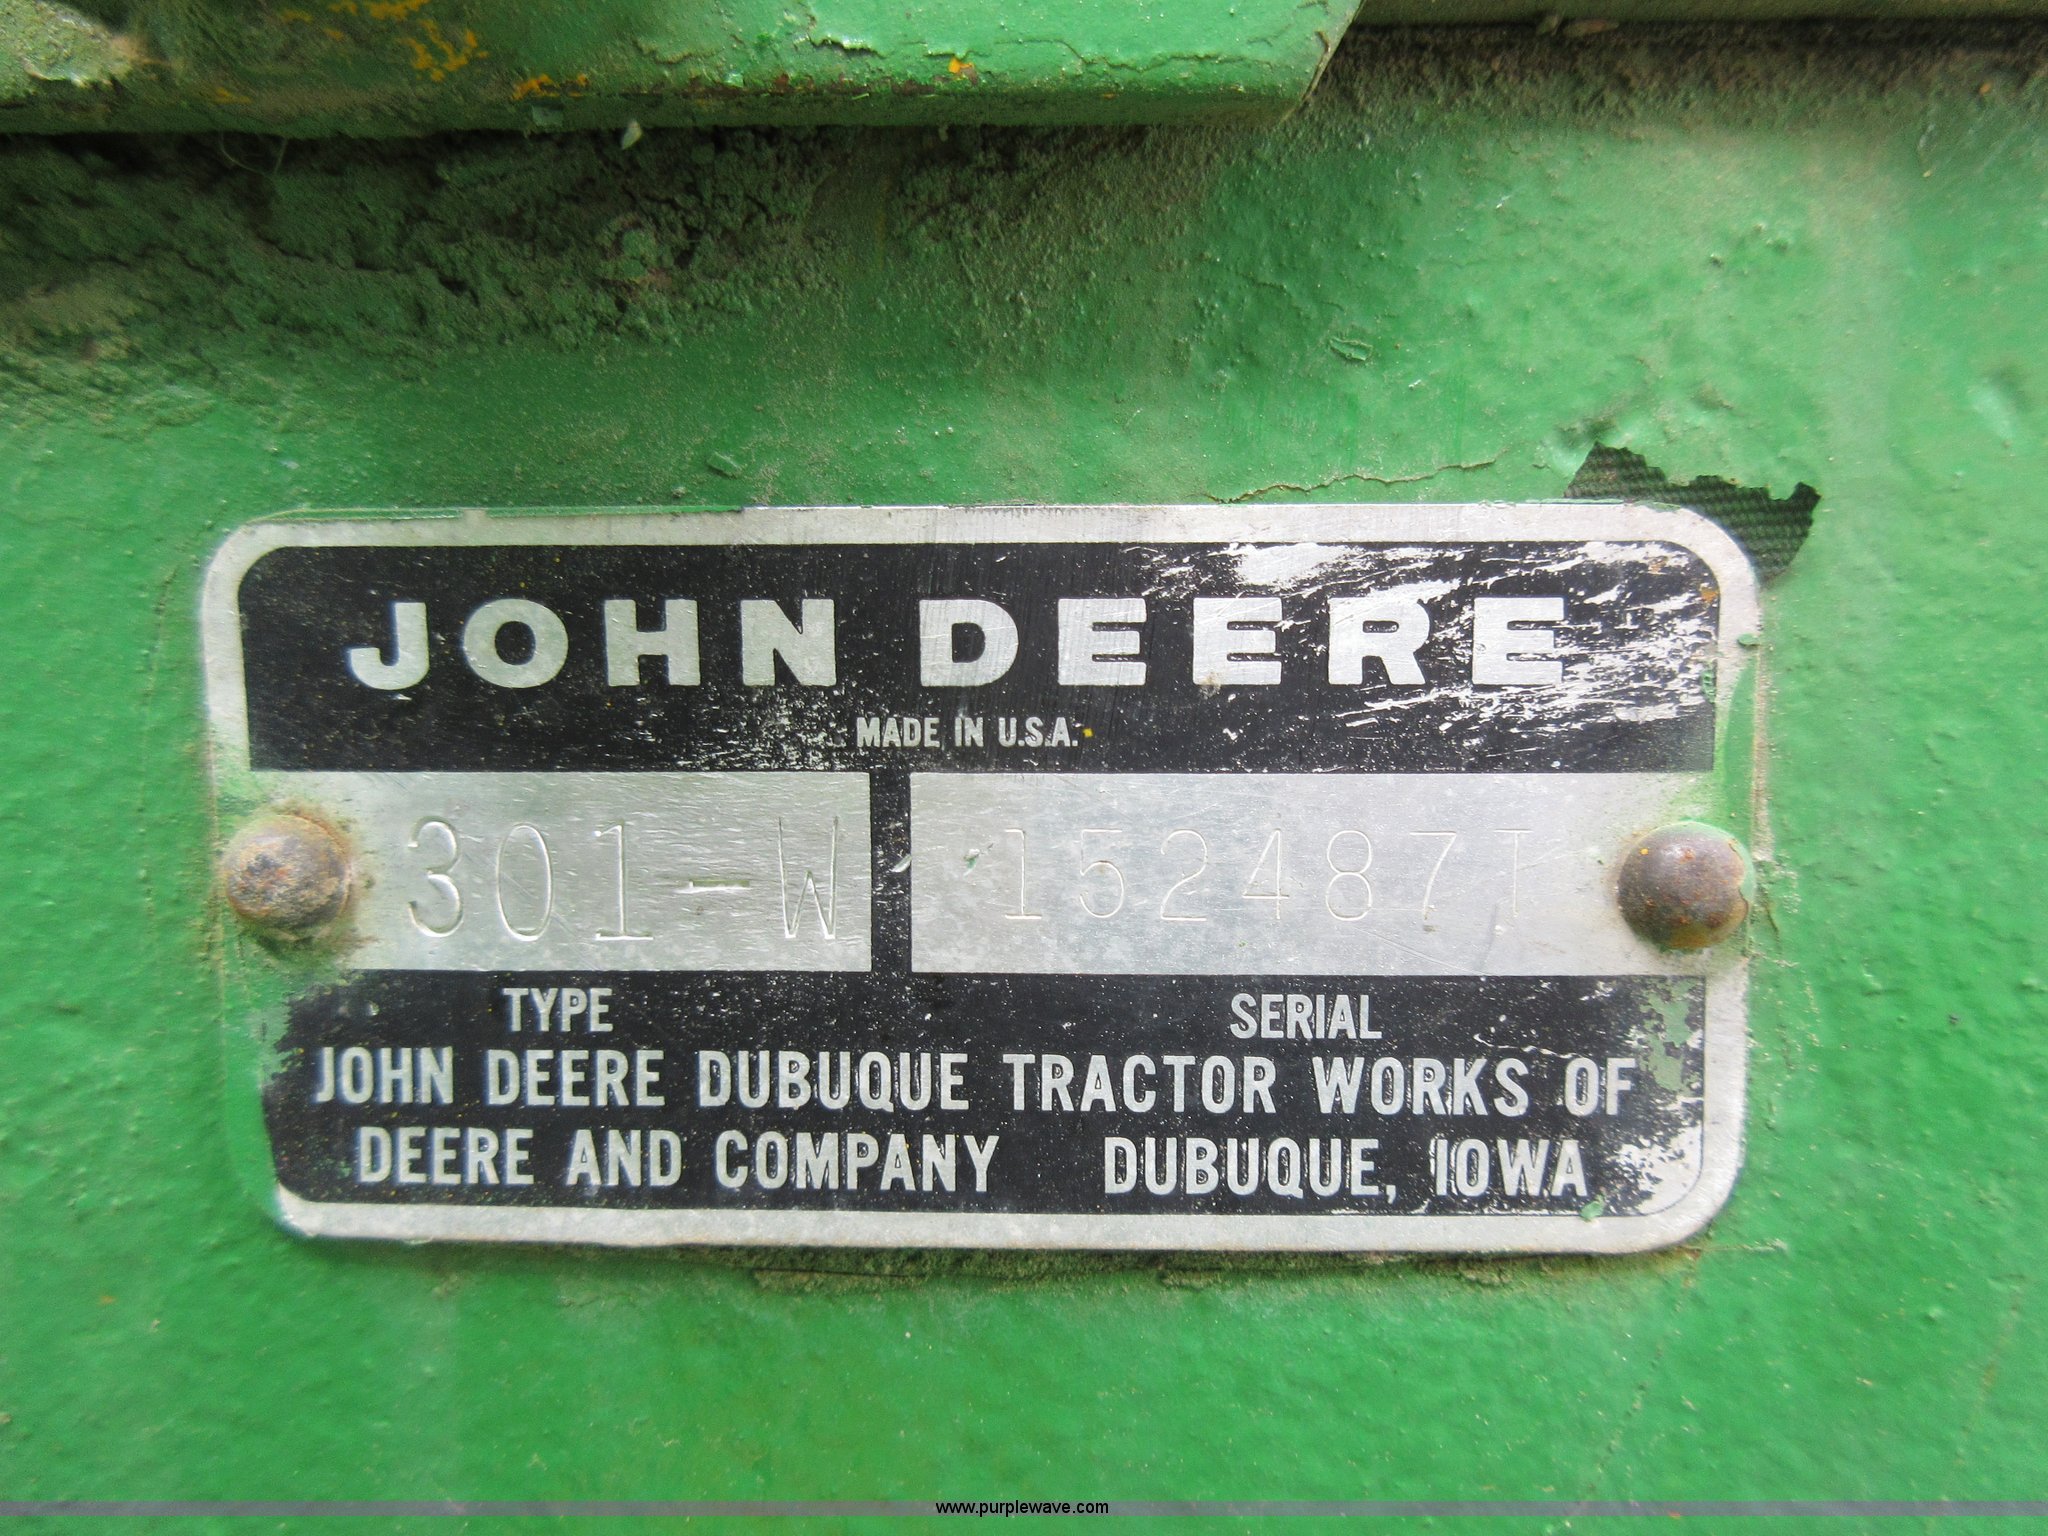 JOHN DEERE
MADE IN U.S.A.
301-W 152487T
TYPE SERIAL
JOHN DEERE DUBUQUE TRACTOR WORKS OF
DEERE AND COMPANY DUBUQUE, IOWA
www.purplewave.com